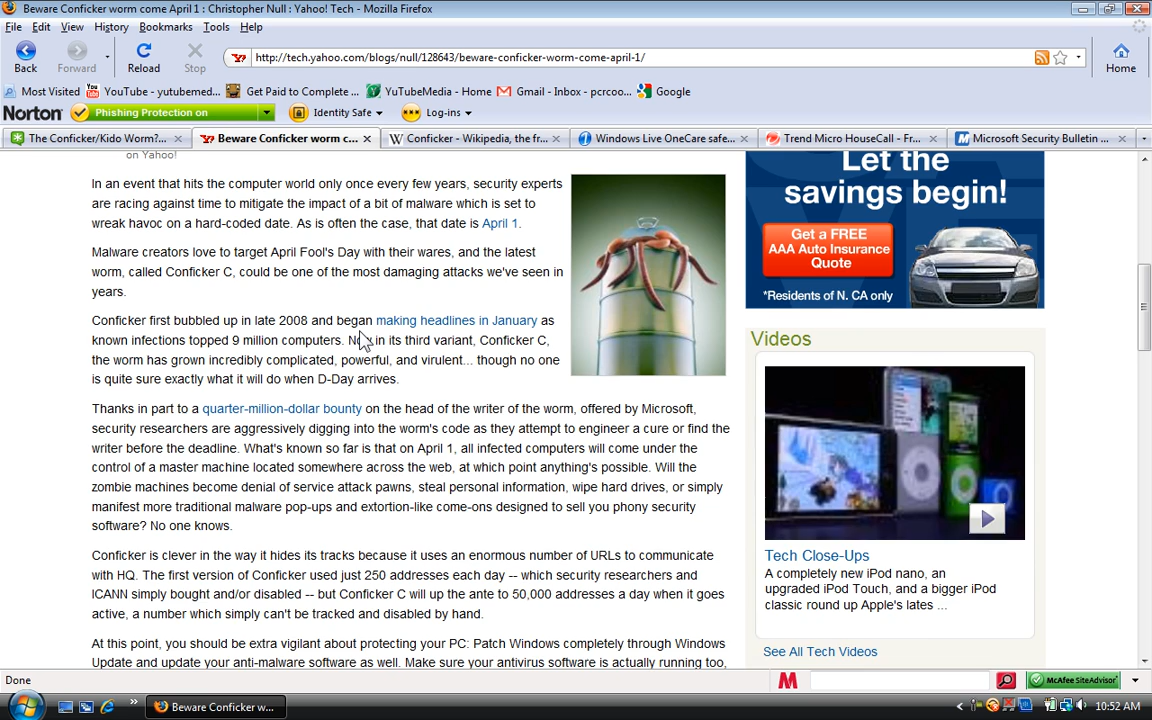 Beware Conficker worm come April 1 : Christopher Null : Yahoo! Tech - Mozilla Firefox
File Edit View History Bookmarks Tools Help
Back Forward Reload Stop http://tech.yahoo.com/blogs/null/128643/beware-conficker-worm-come-april-1/ Home
Most Visited YouTube - yutubemed... Get Paid to Complete ... YuTubeMedia - Home Gmail - Inbox - pcrcoo... Google
Norton Phishing Protection on Identity Safe Log-ins
The Conficker/Kido Worm?... Beware Conficker worm c... Conficker - Wikipedia, the fr... Windows Live OneCare safe... Trend Micro HouseCall - Fr... Microsoft Security Bulletin ...
on Yahoo!
In an event that hits the computer world only once every few years, security experts
are racing against time to mitigate the impact of a bit of malware which is set to
wreak havoc on a hard-coded date. As is often the case, that date is April 1.
Malware creators love to target April Fool's Day with their wares, and the latest
worm, called Conficker C, could be one of the most damaging attacks we've seen in
years.
Conficker first bubbled up in late 2008 and began making headlines in January as
known infections topped 9 million computers. Now in its third variant, Conficker C,
the worm has grown incredibly complicated, powerful, and virulent... though no one
is quite sure exactly what it will do when D-Day arrives.
Thanks in part to a quarter-million-dollar bounty on the head of the writer of the worm, offered by Microsoft,
security researchers are aggressively digging into the worm's code as they attempt to engineer a cure or find the
writer before the deadline. What's known so far is that on April 1, all infected computers will come under the
control of a master machine located somewhere across the web, at which point anything's possible. Will the
zombie machines become denial of service attack pawns, steal personal information, wipe hard drives, or simply
manifest more traditional malware pop-ups and extortion-like come-ons designed to sell you phony security
software? No one knows.
Conficker is clever in the way it hides its tracks because it uses an enormous number of URLs to communicate
with HQ. The first version of Conficker used just 250 addresses each day -- which security researchers and
ICANN simply bought and/or disabled -- but Conficker C will up the ante to 50,000 addresses a day when it goes
active, a number which simply can't be tracked and disabled by hand.
At this point, you should be extra vigilant about protecting your PC: Patch Windows completely through Windows
Update and update your anti-malware software as well. Make sure your antivirus software is actually running too,
Let the
savings begin!
Get a FREE
AAA Auto Insurance
Quote
*Residents of N. CA only
Videos
Tech Close-Ups
A completely new iPod nano, an
upgraded iPod Touch, and a bigger iPod
classic round up Apple's lates ...
See All Tech Videos
Done McAfee SiteAdvisor
Beware Conficker w... 10:52 AM